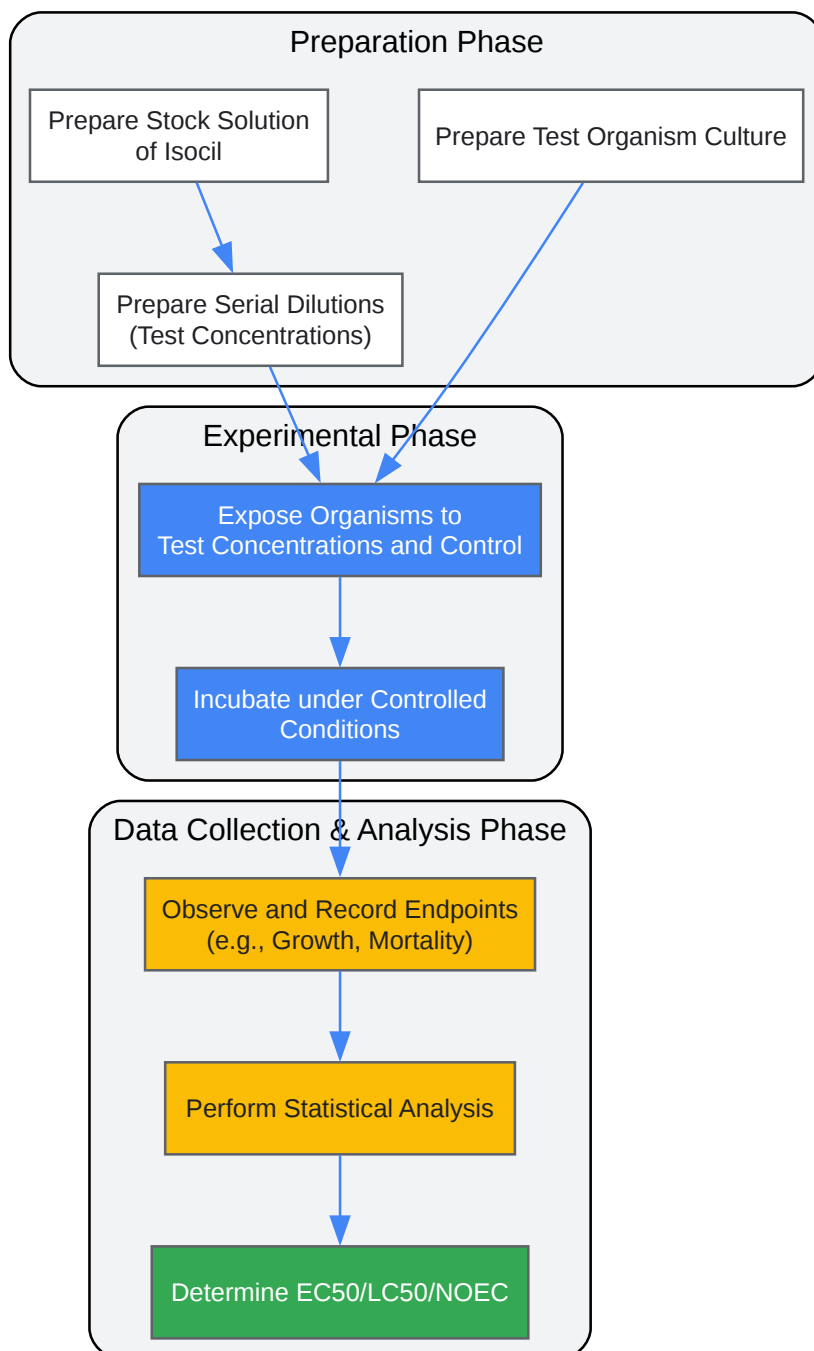 Preparation Phase
Prepare Stock Solution
of Isocil
Prepare Test Organism Culture
Prepare Serial Dilutions
(Test Concentrations)
Experimental Phase
Expose Organisms to
Test Concentrations and Control
Incubate under Controlled
Conditions
Data Collection & Analysis Phase
Observe and Record Endpoints
(e.g., Growth, Mortality)
Perform Statistical Analysis
Determine EC50/LC50/NOEC